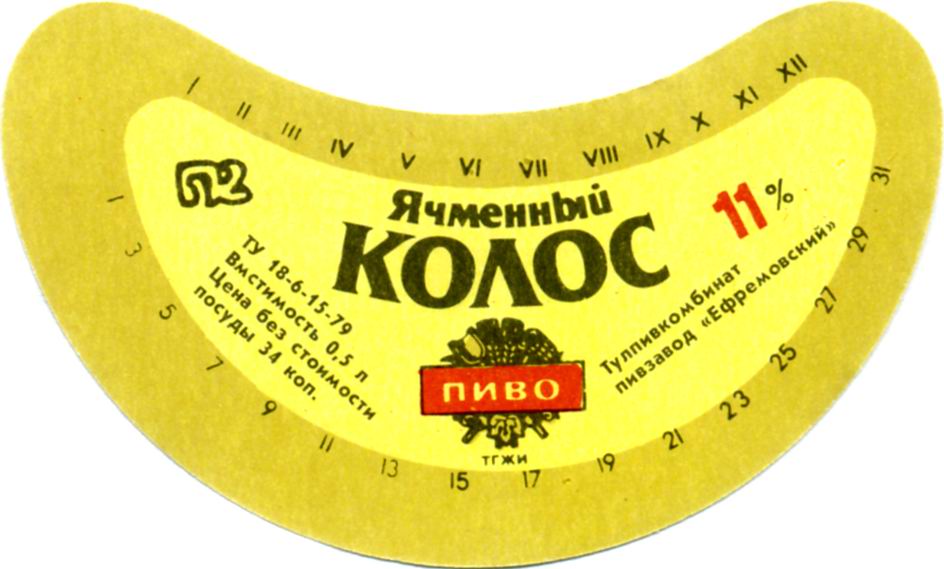 I II III IV V VI VII VIII IX X XI XII
Ячменный
КОЛОС
11%
ТУ 18-6-15-79
Вмстимость 0,5 л
Цена без стоимости
посуды 34 коп.
Тулпивкомбинат
пивзавод «Ефремовский»
ПИВО
ТГЖИ
1 3 5 7 9 11 13 15 17 19 21 23 25 27 29 31